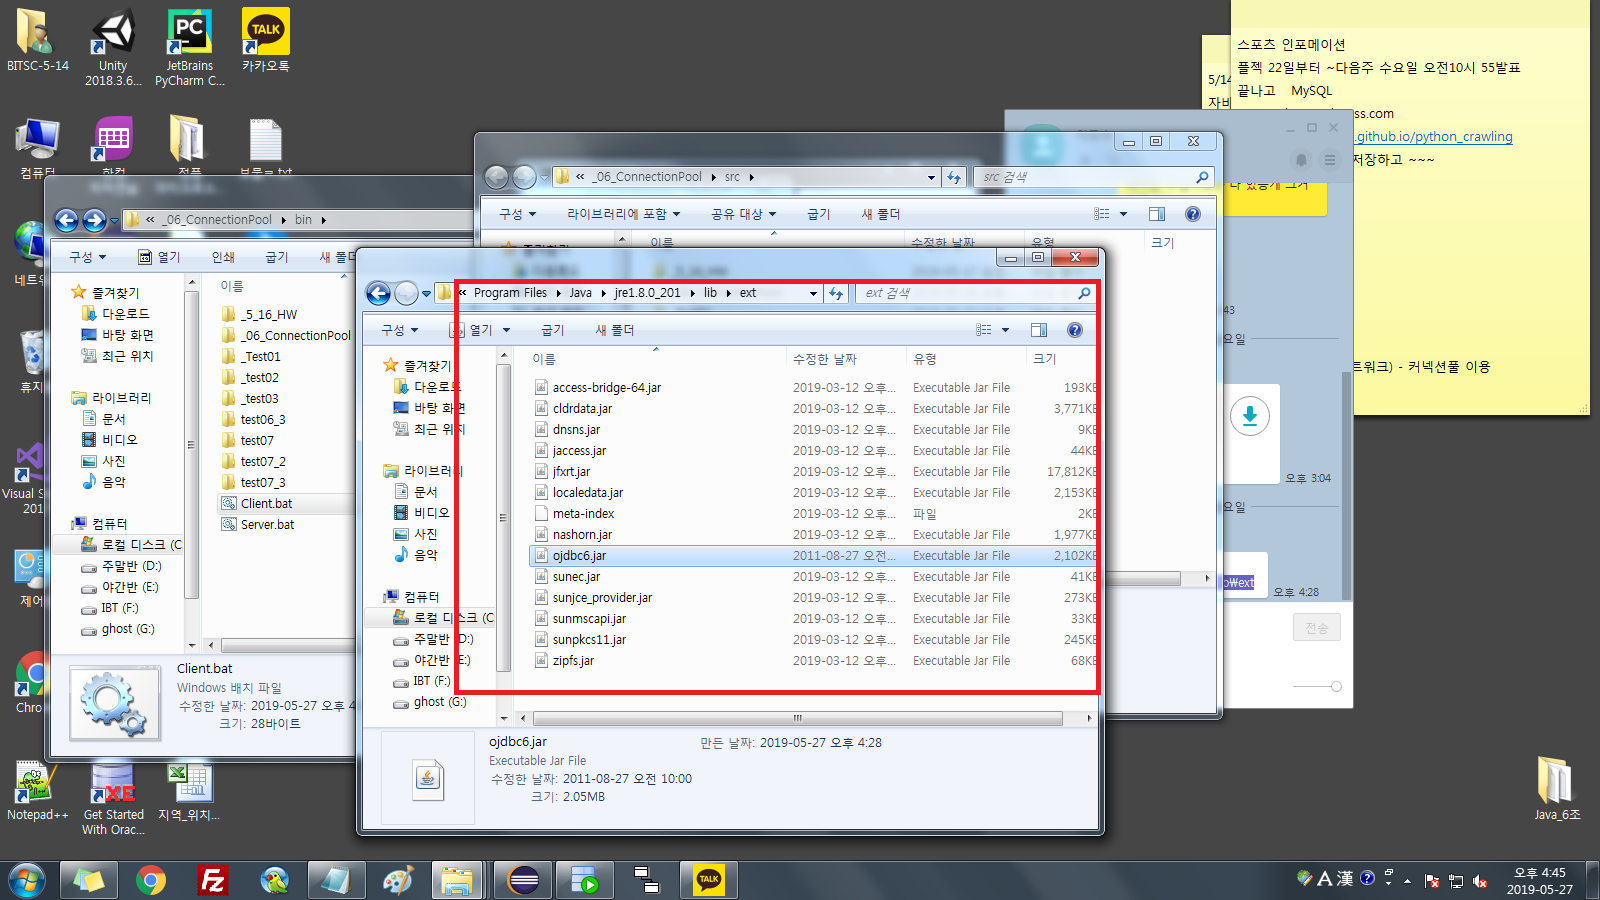 BITSC-5-14
Unity
2018.3.6...
JetBrains
PyCharm C...
TALK
카카오톡
컴퓨터
스포츠 인포메이션
플젝 22일부터 ~다음주 수요일 오전10시 55발표
끝나고 MySQL
ss.com
.github.io/python_crawling
저장하고 ~~~
5/14
트워크) - 커넥션풀 이용
43
요일
오후 3:04
요일
오후 4:28
전송
« _06_ConnectionPool ▸ src ▸
src 검색
구성 라이브러리에 포함 공유 대상 굽기 새 폴더
이름 수정한 날짜 유형 크기
« _06_ConnectionPool ▸ bin ▸
구성 열기 인쇄 굽기 새 폴더
즐겨찾기
다운로드
바탕 화면
최근 위치
라이브러리
문서
비디오
사진
음악
컴퓨터
로컬 디스크 (C
주말반 (D:)
야간반 (E:)
IBT (F:)
ghost (G:)
이름
_5_16_HW
_06_ConnectionPool
_Test01
_test02
_test03
test06_3
test07
test07_2
test07_3
Client.bat
Server.bat
Client.bat
Windows 배치 파일
수정한 날짜: 2019-05-27 오후 4
크기: 28바이트
« Program Files ▸ Java ▸ jre1.8.0_201 ▸ lib ▸ ext
ext 검색
구성 열기 굽기 새 폴더
즐겨찾기
다운로드
바탕 화면
최근 위치
라이브러리
문서
비디오
사진
음악
컴퓨터
로컬 디스크 (C
주말반 (D:)
야간반 (E:)
IBT (F:)
ghost (G:)
이름 수정한 날짜 유형 크기
access-bridge-64.jar 2019-03-12 오후... Executable Jar File 193KB
cldrdata.jar 2019-03-12 오후... Executable Jar File 3,771KB
dnsns.jar 2019-03-12 오후... Executable Jar File 9KB
jaccess.jar 2019-03-12 오후... Executable Jar File 44KB
jfxrt.jar 2019-03-12 오후... Executable Jar File 17,812KB
localedata.jar 2019-03-12 오후... Executable Jar File 2,153KB
meta-index 2019-03-12 오후... 파일 2KB
nashorn.jar 2019-03-12 오후... Executable Jar File 1,977KB
ojdbc6.jar 2011-08-27 오전... Executable Jar File 2,102KB
sunec.jar 2019-03-12 오후... Executable Jar File 41KB
sunjce_provider.jar 2019-03-12 오후... Executable Jar File 273KB
sunmscapi.jar 2019-03-12 오후... Executable Jar File 33KB
sunpkcs11.jar 2019-03-12 오후... Executable Jar File 245KB
zipfs.jar 2019-03-12 오후... Executable Jar File 68KB
ojdbc6.jar 만든 날짜: 2019-05-27 오후 4:28
Executable Jar File
수정한 날짜: 2011-08-27 오전 10:00
크기: 2.05MB
Notepad++
Get Started
With Orac...
지역_위치...
Java_6조
A 漢
오후 4:45
2019-05-27